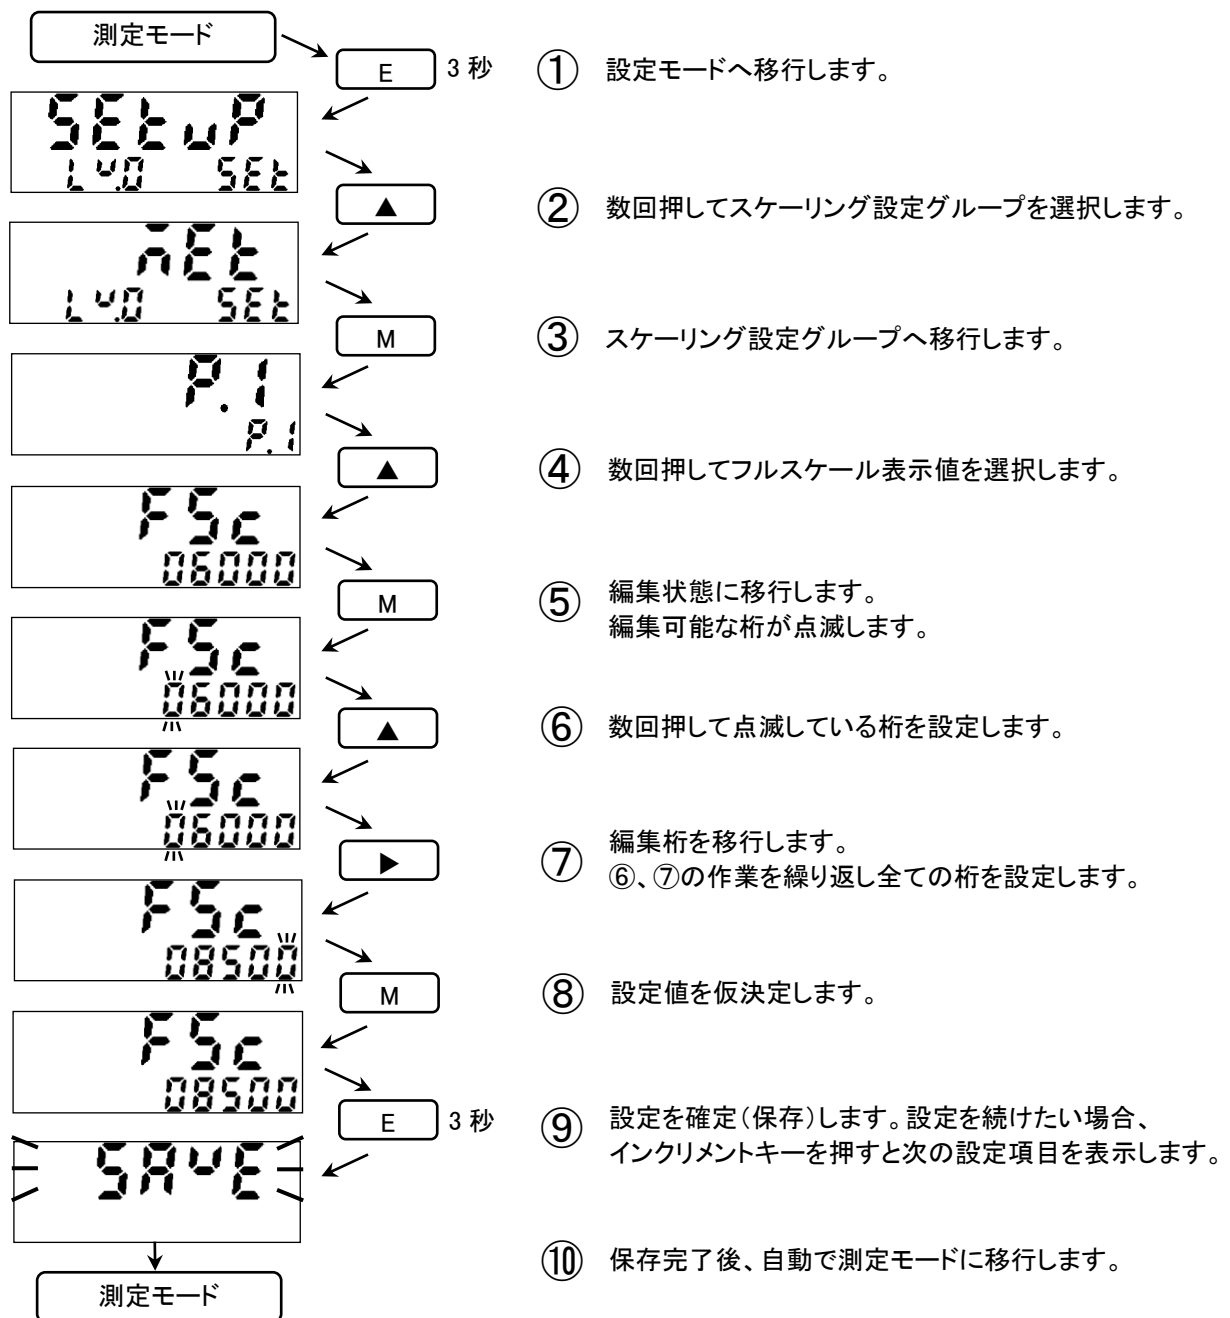 測定モード
E 3 秒 ① 設定モードへ移行します。
SEtuP
Lv.0 SEt
▲ ② 数回押してスケーリング設定グループを選択します。
mEt
Lv.0 SEt
M ③ スケーリング設定グループへ移行します。
P. 1
P. 1
▲ ④ 数回押してフルスケール表示値を選択します。
FSc
06000
M ⑤ 編集状態に移行します。
編集可能な桁が点滅します。
FSc
06000
▲ ⑥ 数回押して点滅している桁を設定します。
FSc
06000
▶ ⑦ 編集桁を移行します。
⑥、⑦の作業を繰り返し全ての桁を設定します。
FSc
08500
M ⑧ 設定値を仮決定します。
FSc
08500
E 3 秒 ⑨ 設定を確定(保存)します。設定を続けたい場合、
インクリメントキーを押すと次の設定項目を表示します。
SAvE
⑩ 保存完了後、自動で測定モードに移行します。
測定モード